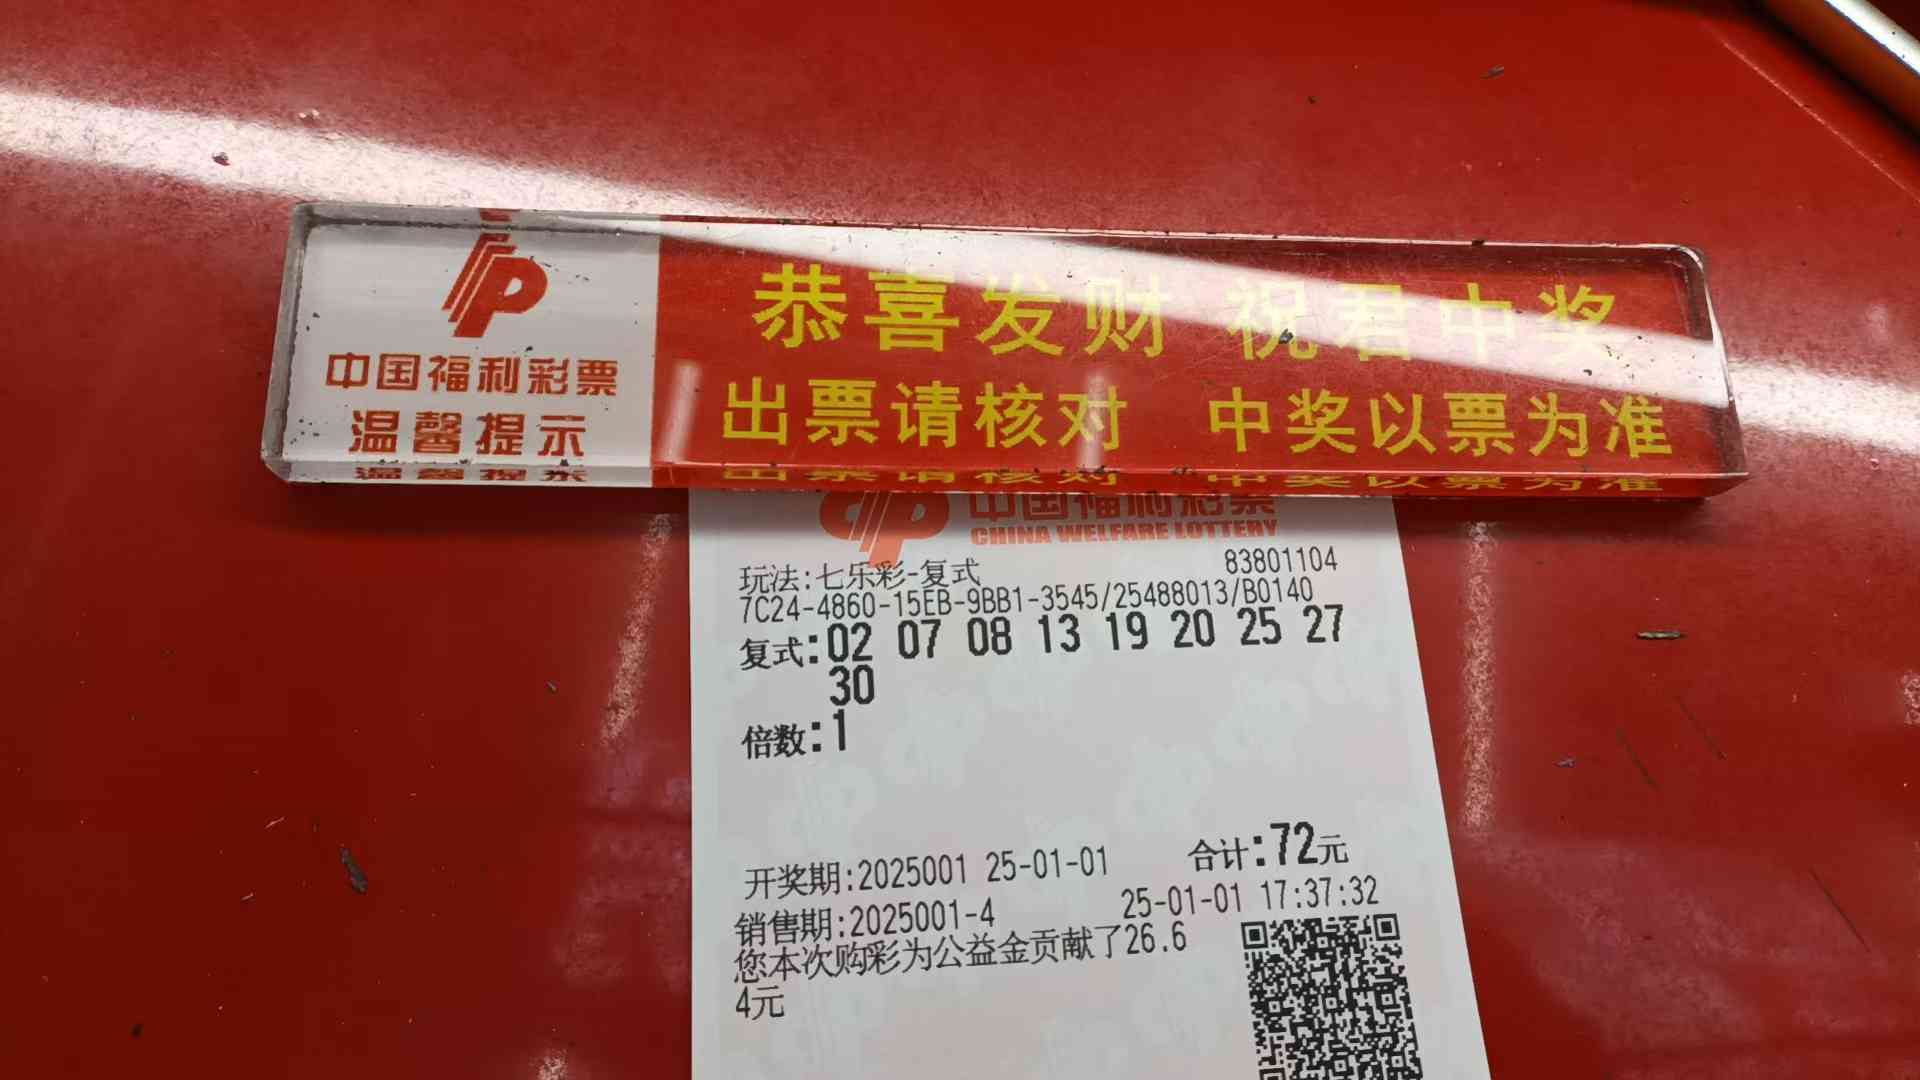 恭喜发财 祝君中奖
中国福利彩票
出票请核对 中奖以票为准
温馨提示
中国福利彩票
CHINA WELFARE LOTTERY
玩法:七乐彩-复式 83801104
7C24-4860-15EB-9BB1-3545/25488013/B0140
复式:02 07 08 13 19 20 25 27
30
倍数:1
开奖期:2025001 25-01-01 合计:72元
销售期:2025001-4 25-01-01 17:37:32
您本次购彩为公益金贡献了26.6
4元